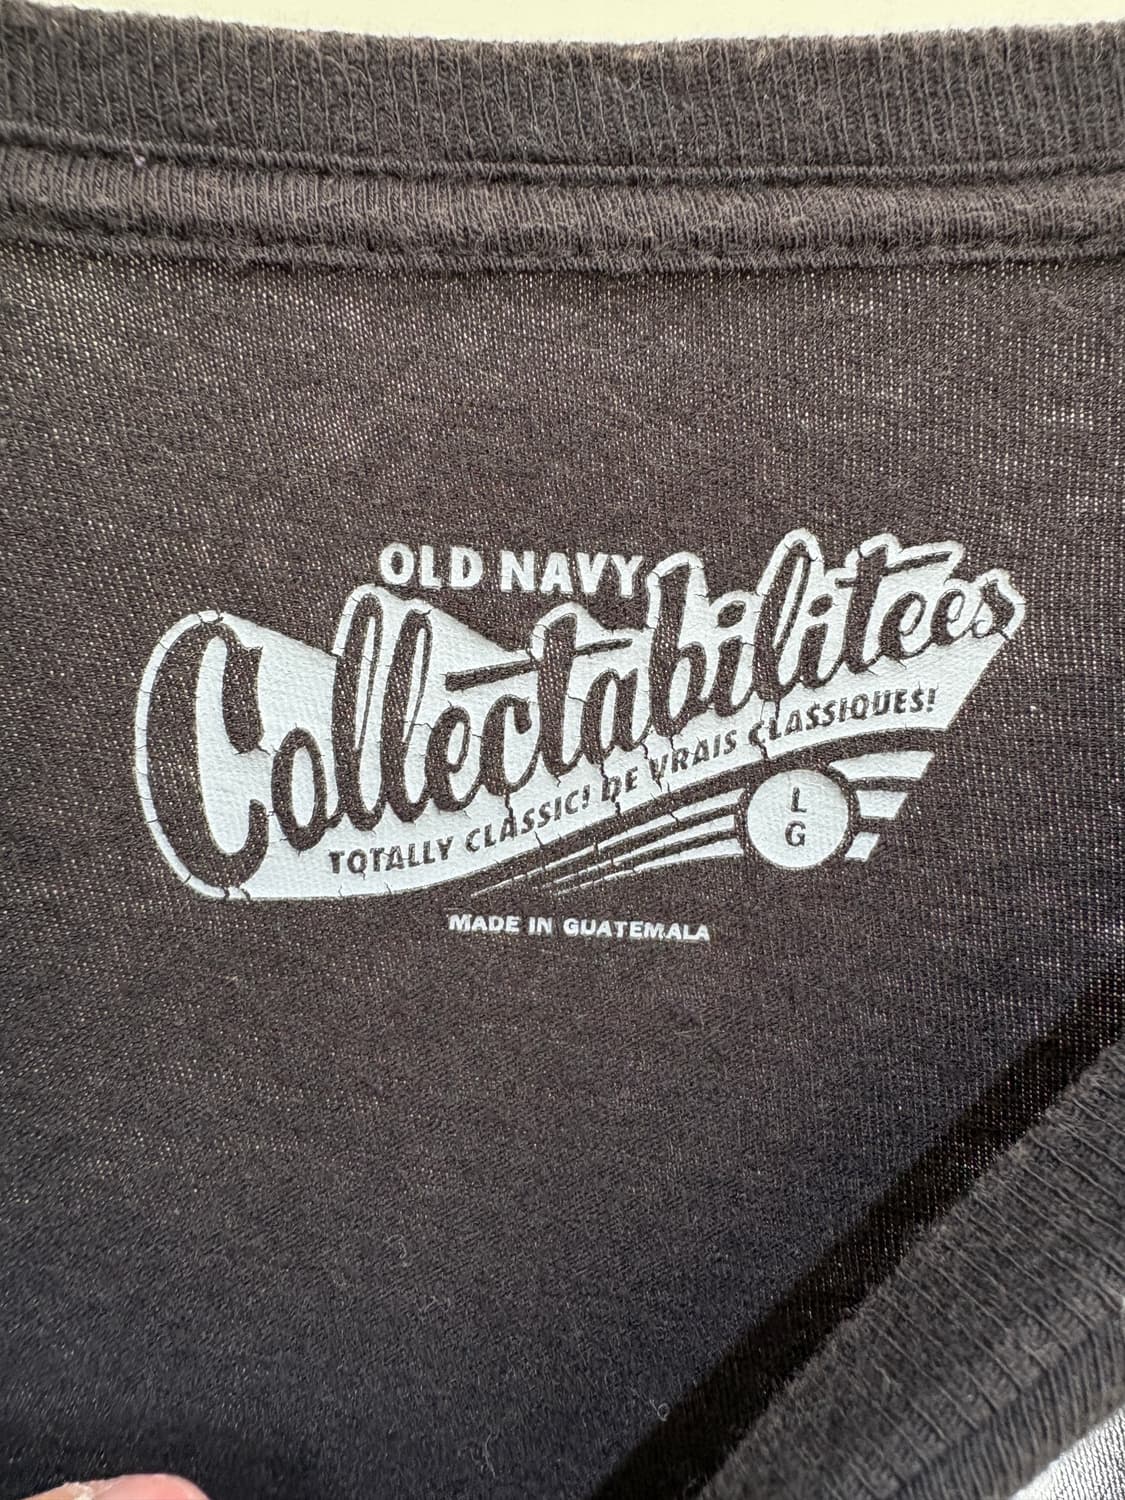 OLD NAVY
Collectabilitees
TOTALLY CLASSIC! DE VRAIS CLASSIQUES!
L
G
MADE IN GUATEMALA